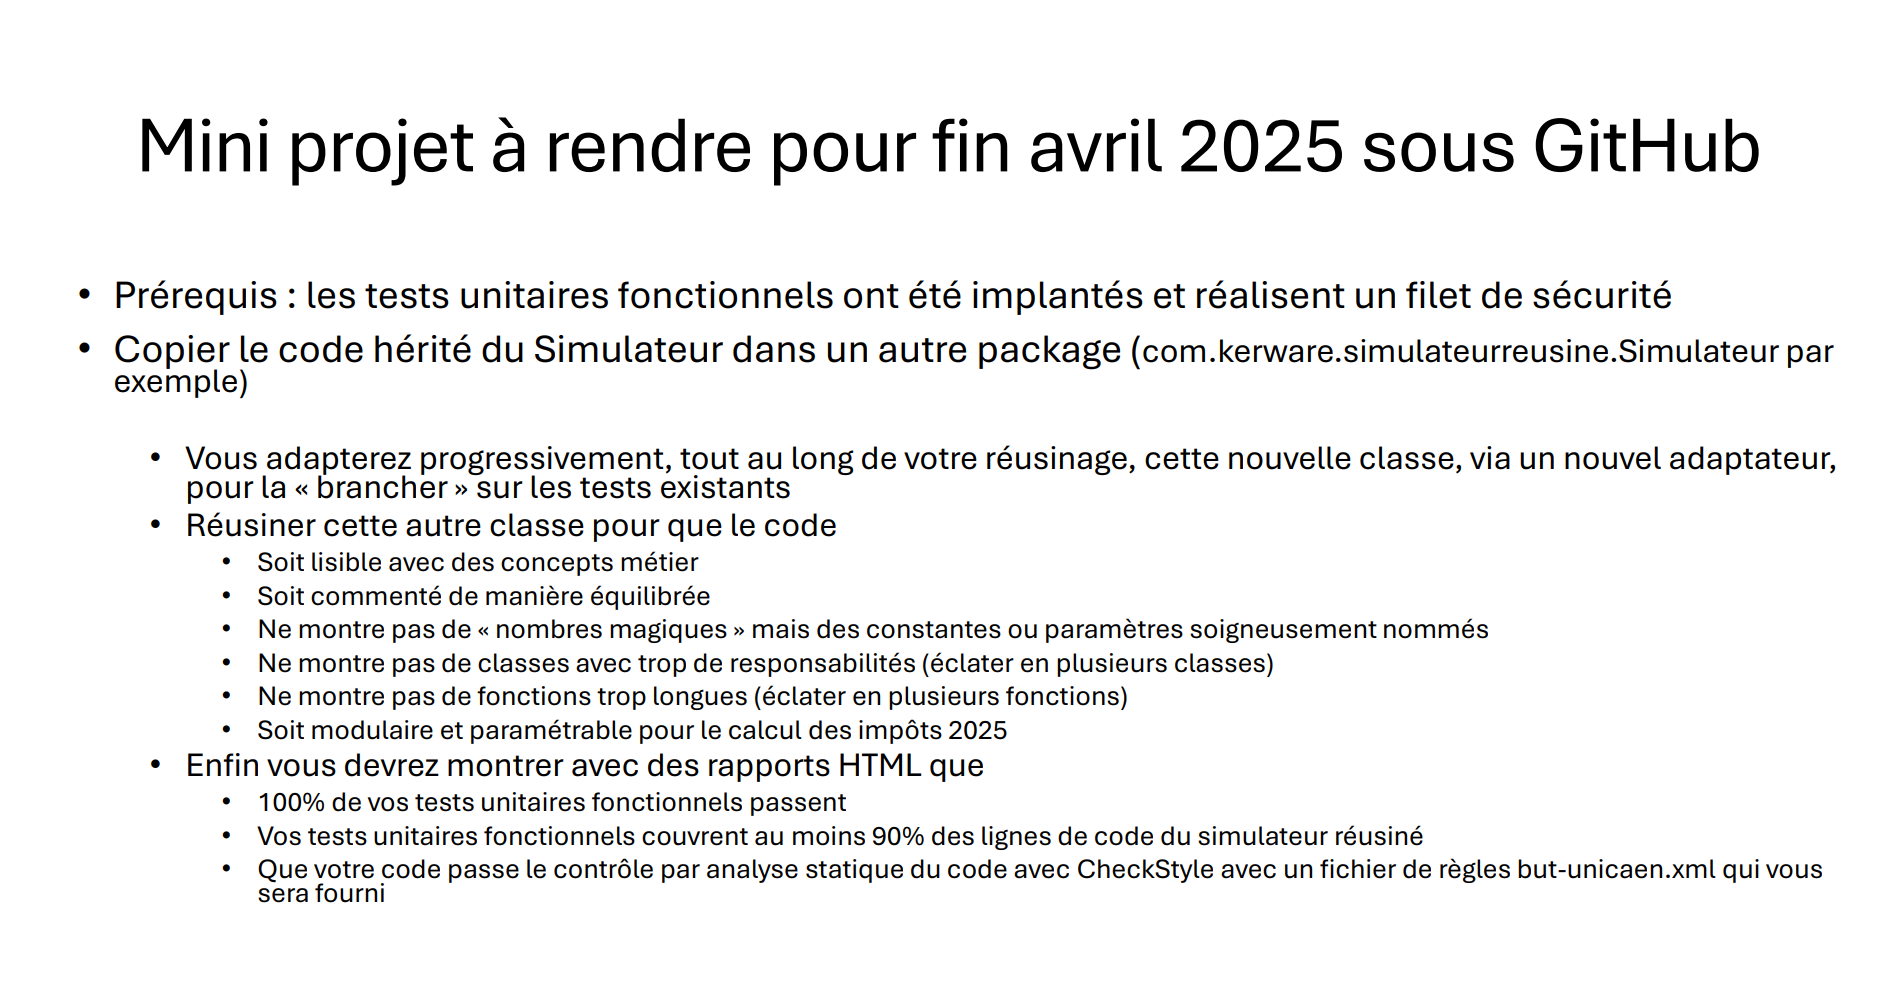 Mini projet à rendre pour fin avril 2025 sous GitHub
• Prérequis : les tests unitaires fonctionnels ont été implantés et réalisent un filet de sécurité
• Copier le code hérité du Simulateur dans un autre package (com.kerware.simulateurreusine.Simulateur par
exemple)
• Vous adapterez progressivement, tout au long de votre réusinage, cette nouvelle classe, via un nouvel adaptateur,
pour la « brancher » sur les tests existants
• Réusiner cette autre classe pour que le code
• Soit lisible avec des concepts métier
• Soit commenté de manière équilibrée
• Ne montre pas de « nombres magiques » mais des constantes ou paramètres soigneusement nommés
• Ne montre pas de classes avec trop de responsabilités (éclater en plusieurs classes)
• Ne montre pas de fonctions trop longues (éclater en plusieurs fonctions)
• Soit modulaire et paramétrable pour le calcul des impôts 2025
• Enfin vous devrez montrer avec des rapports HTML que
• 100% de vos tests unitaires fonctionnels passent
• Vos tests unitaires fonctionnels couvrent au moins 90% des lignes de code du simulateur réusiné
• Que votre code passe le contrôle par analyse statique du code avec CheckStyle avec un fichier de règles but-unicaen.xml qui vous
sera fourni